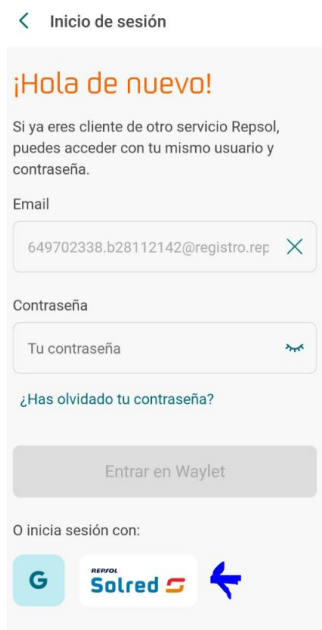 Inicio de sesión
¡Hola de nuevo!
Si ya eres cliente de otro servicio Repsol,
puedes acceder con tu mismo usuario y
contraseña.
Email
649702338.b28112142@registro.rep
Contraseña
Tu contraseña
¿Has olvidado tu contraseña?
Entrar en Waylet
O inicia sesión con:
G
REPSOL
Solred